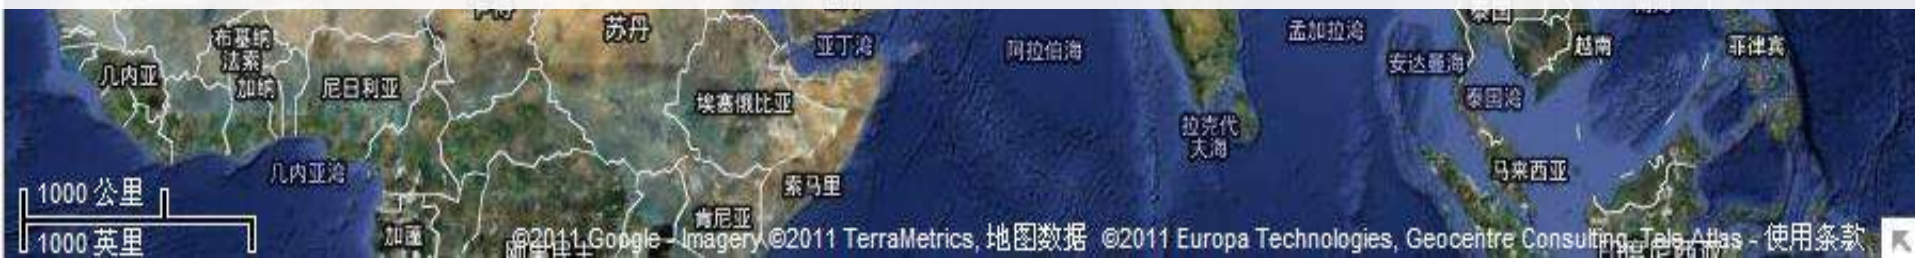 苏丹
布基纳
法索
亚丁湾
阿拉伯海
孟加拉湾
越南
菲律宾
几内亚
加纳
尼日利亚
埃塞俄比亚
安达曼海
泰国湾
拉克代
大海
几内亚湾
索马里
马来西亚
1000 公里
肯尼亚
1000 英里
©2011 Google - Imagery ©2011 TerraMetrics, 地图数据 ©2011 Europa Technologies, Geocentre Consulting, Tele Atlas - 使用条款